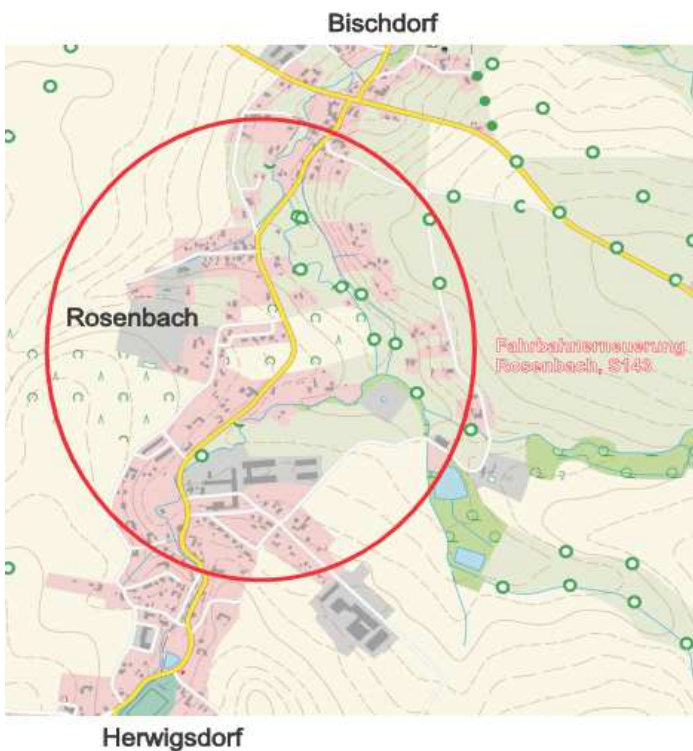 Bischdorf
Rosenbach
Fahrbahnerneuerung
Rosenbach, S143
Herwigsdorf